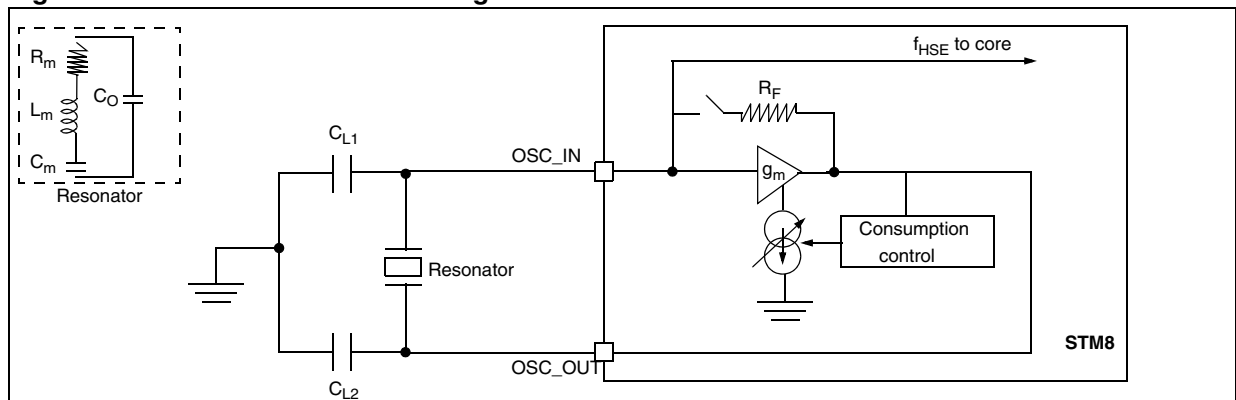 Rm
Lm
CO
Cm
Resonator
CL1
CL2
Resonator
OSC_IN
OSC_OUT
fHSE to core
RF
gm
Consumption
control
STM8